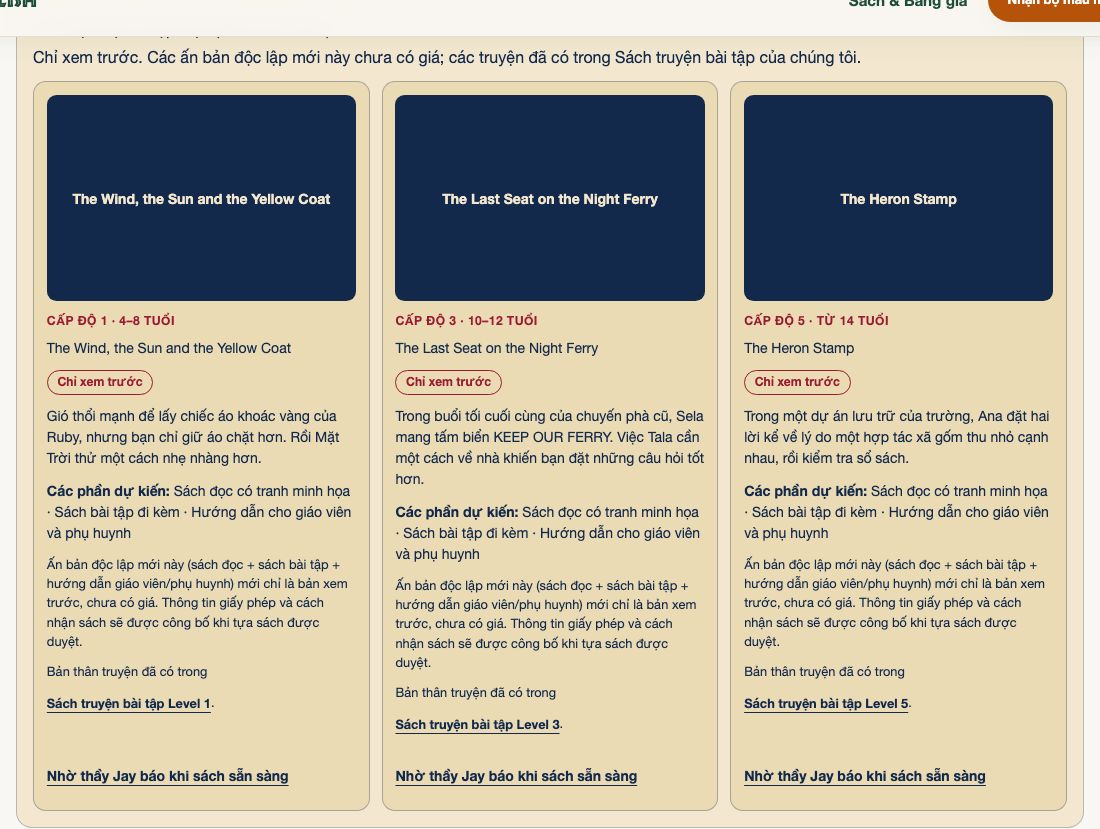 Sách & Bảng giá
Chỉ xem trước. Các ấn bản độc lập mới này chưa có giá; các truyện đã có trong Sách truyện bài tập của chúng tôi.
The Wind, the Sun and the Yellow Coat
CẤP ĐỘ 1 · 4–8 TUỔI
The Wind, the Sun and the Yellow Coat
Chỉ xem trước
Gió thổi mạnh để lấy chiếc áo khoác vàng của
Ruby, nhưng bạn chỉ giữ áo chặt hơn. Rồi Mặt
Trời thử một cách nhẹ nhàng hơn.
Các phần dự kiến: Sách đọc có tranh minh họa
· Sách bài tập đi kèm · Hướng dẫn cho giáo viên
và phụ huynh
Ấn bản độc lập mới này (sách đọc + sách bài tập +
hướng dẫn giáo viên/phụ huynh) mới chỉ là bản xem
trước, chưa có giá. Thông tin giấy phép và cách
nhận sách sẽ được công bố khi tựa sách được
duyệt.
Bản thân truyện đã có trong
Sách truyện bài tập Level 1.
Nhờ thầy Jay báo khi sách sẵn sàng
The Last Seat on the Night Ferry
CẤP ĐỘ 3 · 10–12 TUỔI
The Last Seat on the Night Ferry
Chỉ xem trước
Trong buổi tối cuối cùng của chuyến phà cũ, Sela
mang tấm biển KEEP OUR FERRY. Việc Tala cần
một cách về nhà khiến bạn đặt những câu hỏi tốt
hơn.
Các phần dự kiến: Sách đọc có tranh minh họa
· Sách bài tập đi kèm · Hướng dẫn cho giáo viên
và phụ huynh
Ấn bản độc lập mới này (sách đọc + sách bài tập +
hướng dẫn giáo viên/phụ huynh) mới chỉ là bản xem
trước, chưa có giá. Thông tin giấy phép và cách
nhận sách sẽ được công bố khi tựa sách được
duyệt.
Bản thân truyện đã có trong
Sách truyện bài tập Level 3.
Nhờ thầy Jay báo khi sách sẵn sàng
The Heron Stamp
CẤP ĐỘ 5 · TỪ 14 TUỔI
The Heron Stamp
Chỉ xem trước
Trong một dự án lưu trữ của trường, Ana đặt hai
lời kể về lý do một hợp tác xã gốm thu nhỏ cạnh
nhau, rồi kiểm tra sổ sách.
Các phần dự kiến: Sách đọc có tranh minh họa
· Sách bài tập đi kèm · Hướng dẫn cho giáo viên
và phụ huynh
Ấn bản độc lập mới này (sách đọc + sách bài tập +
hướng dẫn giáo viên/phụ huynh) mới chỉ là bản xem
trước, chưa có giá. Thông tin giấy phép và cách
nhận sách sẽ được công bố khi tựa sách được
duyệt.
Bản thân truyện đã có trong
Sách truyện bài tập Level 5.
Nhờ thầy Jay báo khi sách sẵn sàng